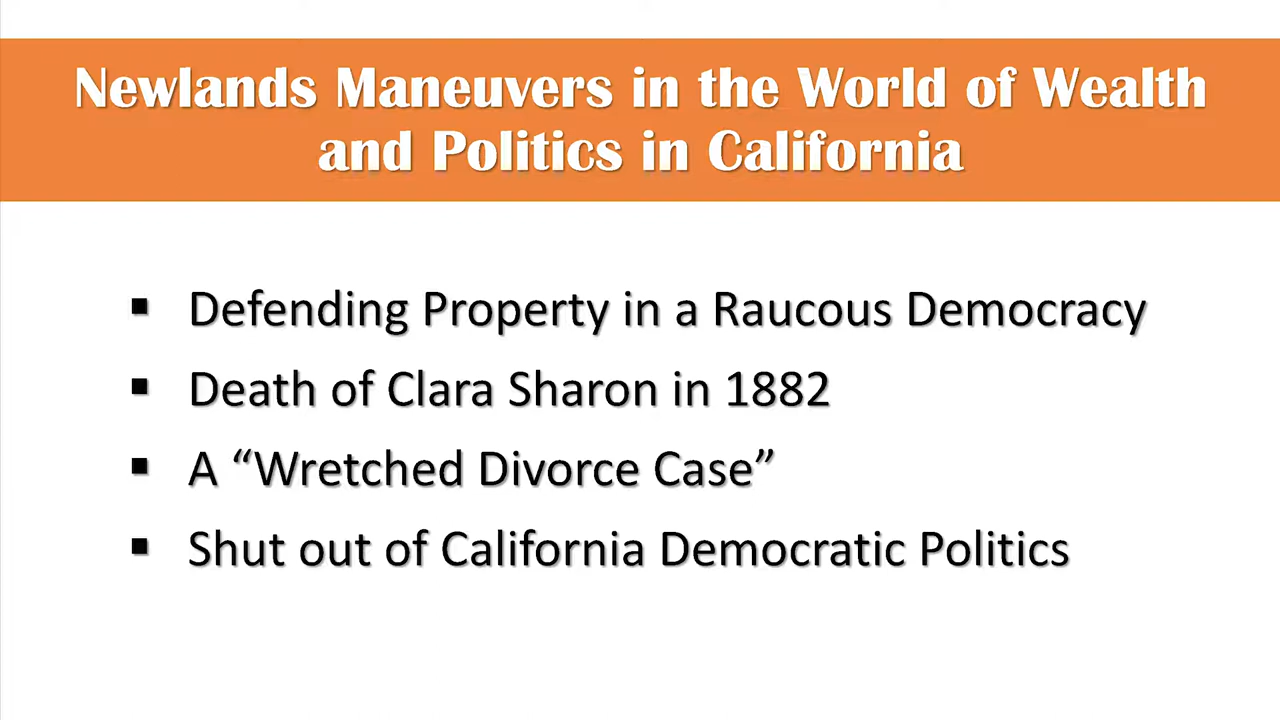 Newlands Maneuvers in the World of Wealth
and Politics in California
▪ Defending Property in a Raucous Democracy
▪ Death of Clara Sharon in 1882
▪ A “Wretched Divorce Case”
▪ Shut out of California Democratic Politics